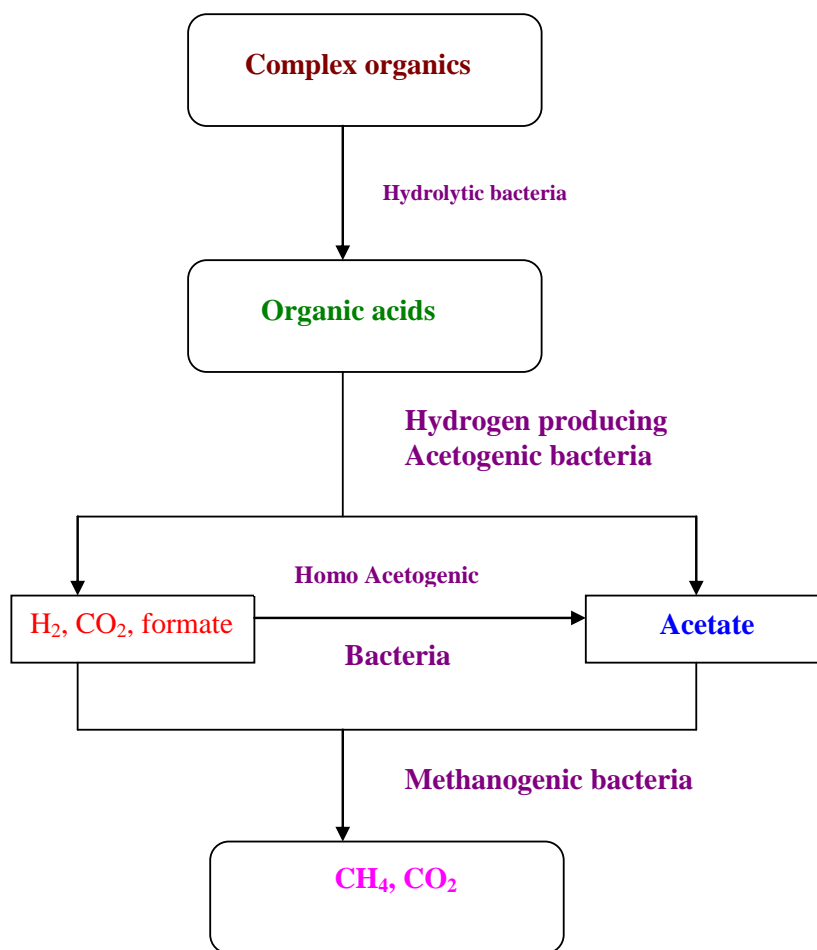 Complex organics
Hydrolytic bacteria
Organic acids
Hydrogen producing
Acetogenic bacteria
Homo Acetogenic
H₂, CO₂, formate
Acetate
Bacteria
Methanogenic bacteria
CH₄, CO₂